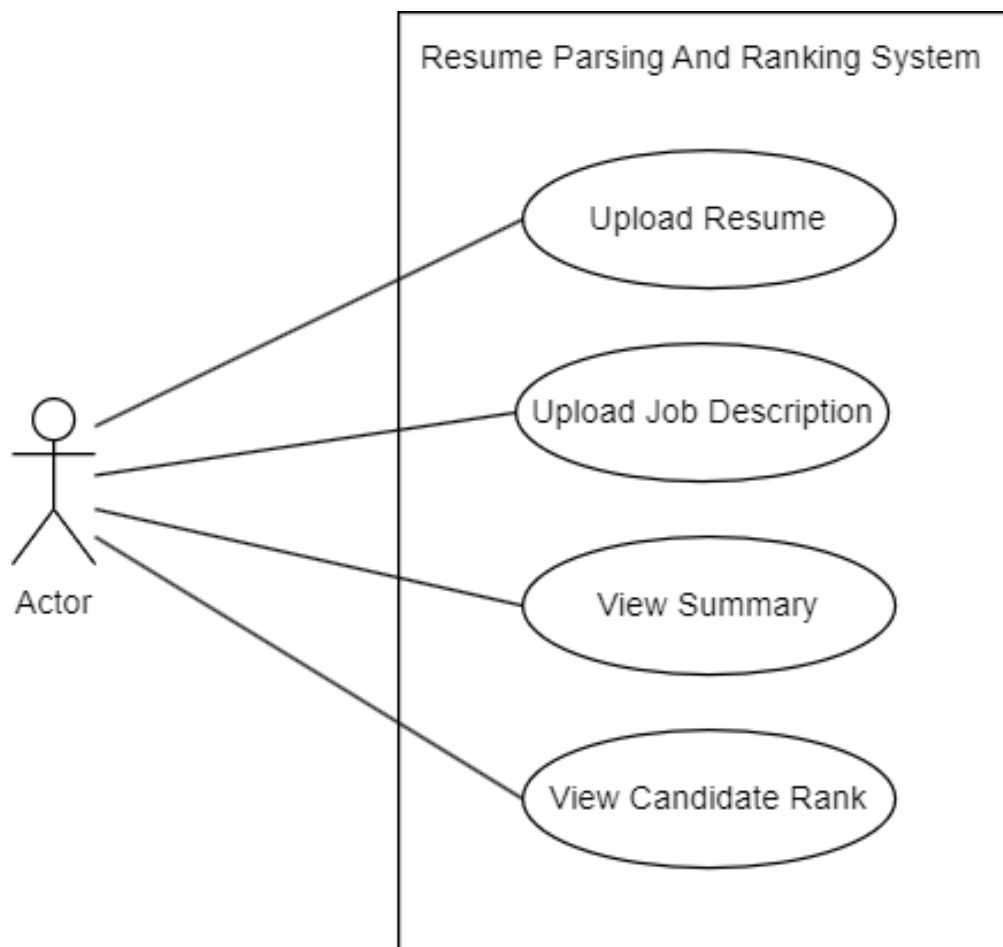 Resume Parsing And Ranking System
Upload Resume
Upload Job Description
View Summary
Actor
View Candidate Rank